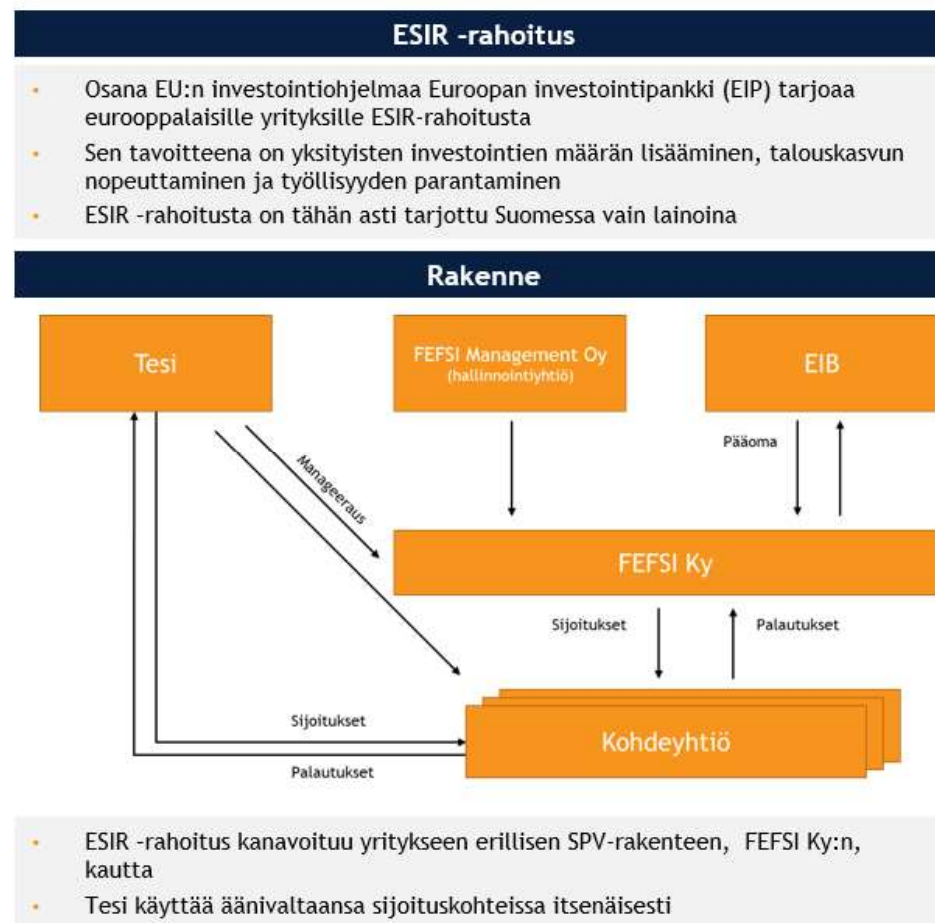 ESIR -rahoitus
• Osana EU:n investointiohjelmaa Euroopan investointipankki (EIP) tarjoaa
eurooppalaisille yrityksille ESIR-rahoitusta
• Sen tavoitteena on yksityisten investointien määrän lisääminen, talouskasvun
nopeuttaminen ja työllisyyden parantaminen
• ESIR -rahoitusta on tähän asti tarjottu Suomessa vain lainoina
Rakenne
Tesi
FEFSI Management Oy
(hallinnointiyhtiö)
EIB
Pääoma
Manageeraus
FEFSI Ky
Sijoitukset
Palautukset
Sijoitukset
Kohdeyhtiö
Palautukset
• ESIR -rahoitus kanavoituu yritykseen erillisen SPV-rakenteen, FEFSI Ky:n,
kautta
• Tesi käyttää äänivaltaansa sijoituskohteissa itsenäisesti